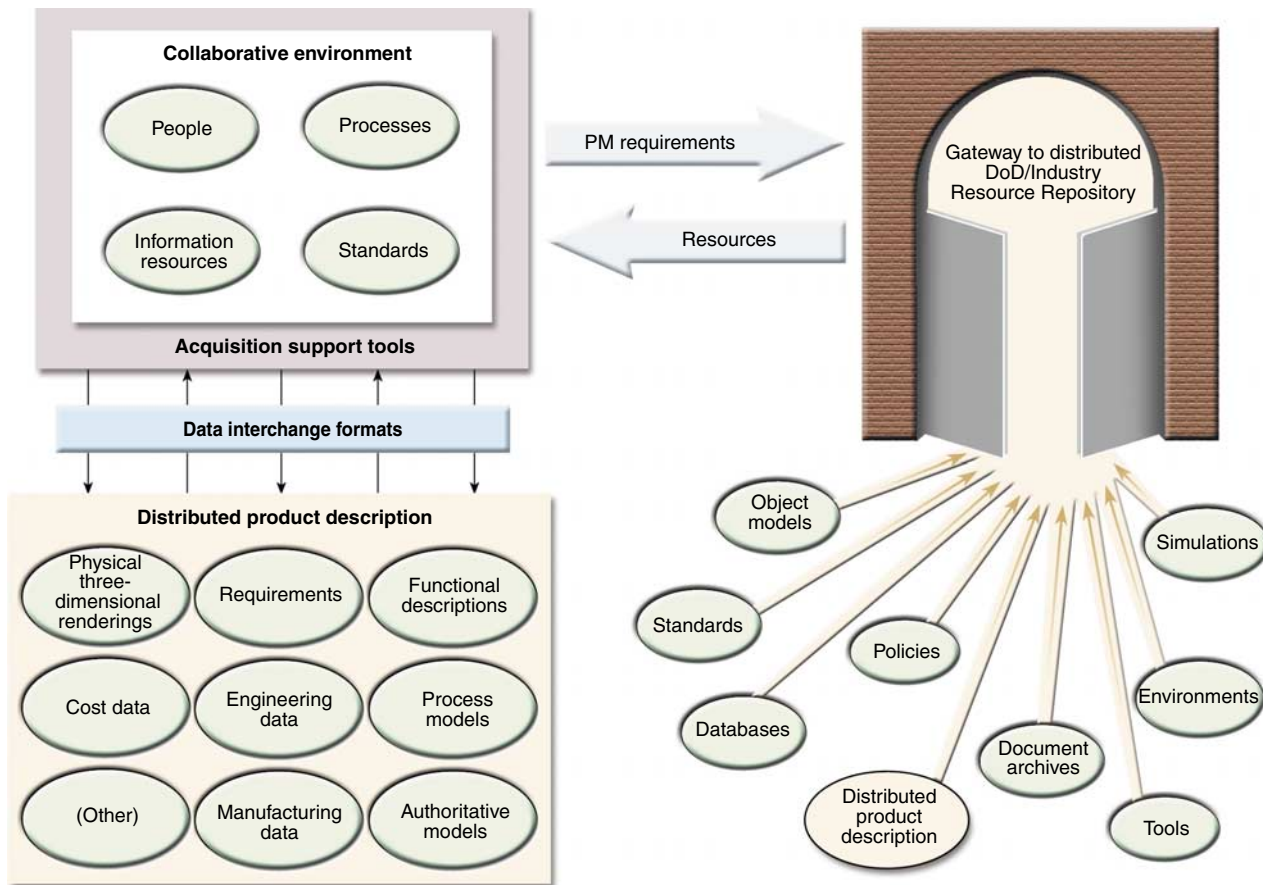 Collaborative environment
People
Processes
Information
resources
Standards
Acquisition support tools
Data interchange formats
Distributed product description
Physical
three-
dimensional
renderings
Requirements
Functional
descriptions
Cost data
Engineering
data
Process
models
(Other)
Manufacturing
data
Authoritative
models
PM requirements
Resources
Gateway to distributed
DoD/Industry
Resource Repository
Object
models
Simulations
Standards
Policies
Environments
Databases
Document
archives
Distributed
product
description
Tools